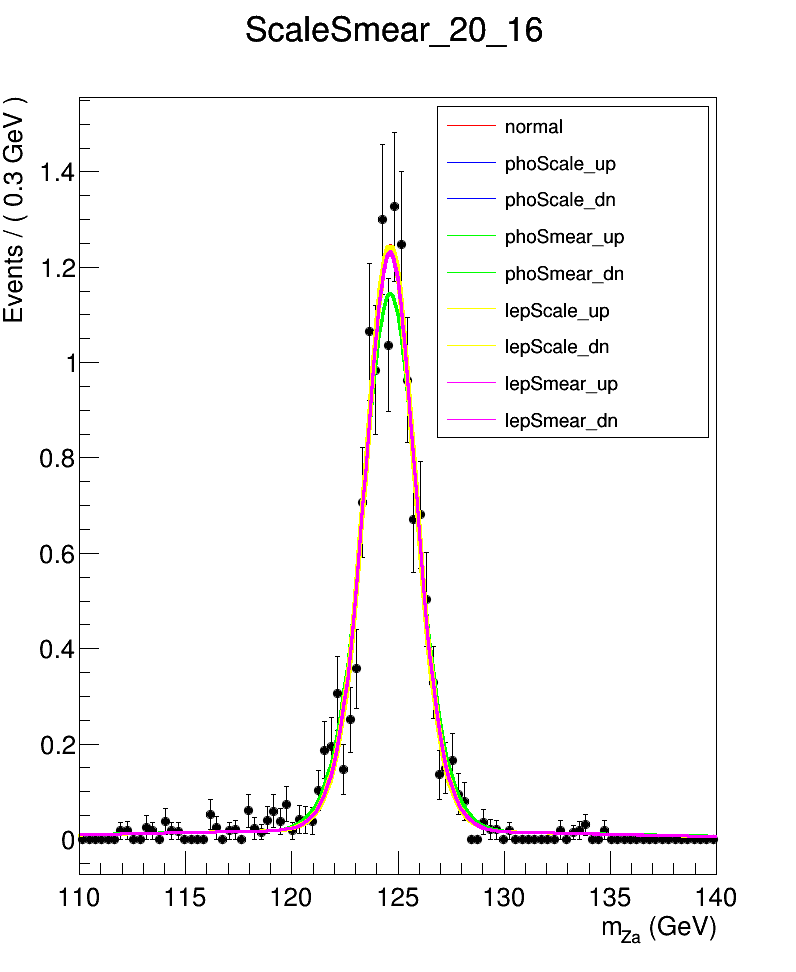 ScaleSmear_20_16
Events / ( 0.3 GeV )
normal
phoScale_up
phoScale_dn
phoSmear_up
phoSmear_dn
lepScale_up
lepScale_dn
lepSmear_up
lepSmear_dn
1.4
1.2
1
0.8
0.6
0.4
0.2
0
110 115 120 125 130 135 140
m_Za (GeV)